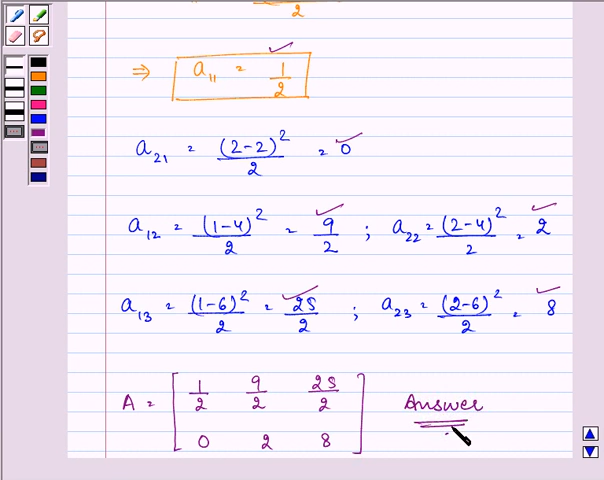 2
⇒ a₁₁ = 1/2
a₂₁ = (2-2)²/2 = 0
a₁₂ = (1-4)²/2 = 9/2 ; a₂₂ = (2-4)²/2 = 2
a₁₃ = (1-6)²/2 = 25/2 ; a₂₃ = (2-6)²/2 = 8
A = [ 1/2 9/2 25/2 Answer
0 2 8 ]